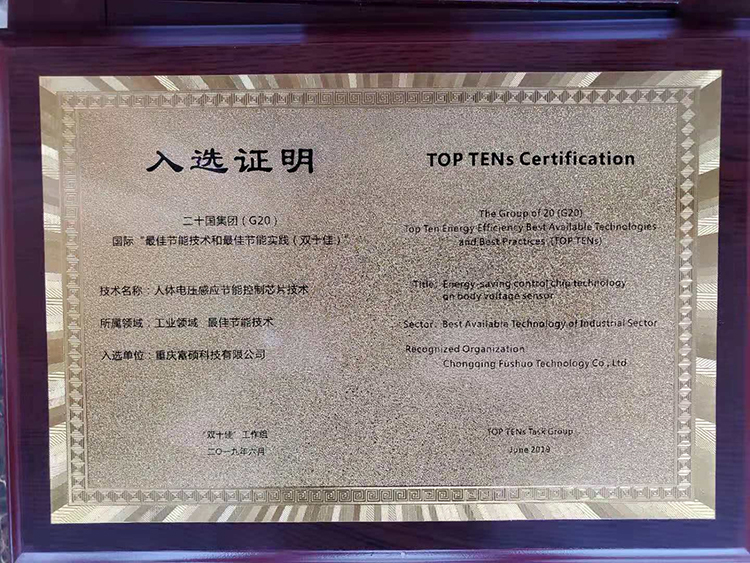 入选证明
二十国集团（G20）
国际“最佳节能技术和最佳节能实践（双十佳）”
技术名称：人体电压感应节能控制芯片技术
所属领域：工业领域 最佳节能技术
入选单位：重庆富硕科技有限公司
“双十佳”工作组
二〇一九年六月
TOP TENs Certification
The Group of 20 (G20)
Top Ten Energy Efficiency Best Available Technologies
and Best Practices (TOP TENs)
Title: Energy-saving control chip technology
on body voltage sensor
Sector: Best Available Technology of Industrial Sector
Recognized Organization
Chongqing Fushuo Technology Co., Ltd
TOP TENs Task Group
June 2019